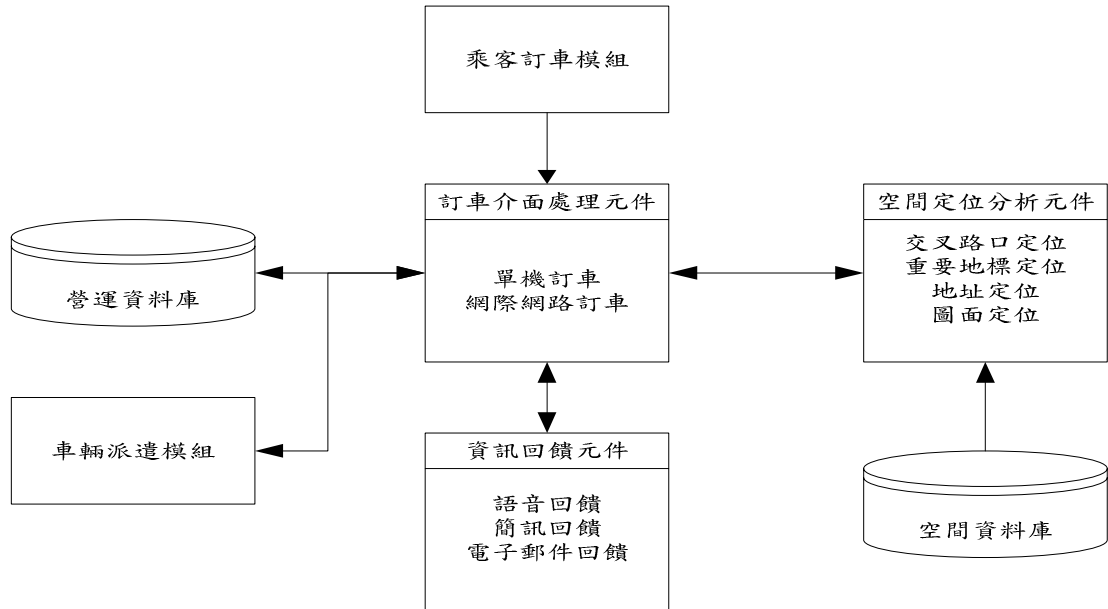 乘客訂車模組
訂車介面處理元件
單機訂車
網際網路訂車
空間定位分析元件
交叉路口定位
重要地標定位
地址定位
圖面定位
營運資料庫
車輛派遣模組
資訊回饋元件
語音回饋
簡訊回饋
電子郵件回饋
空間資料庫